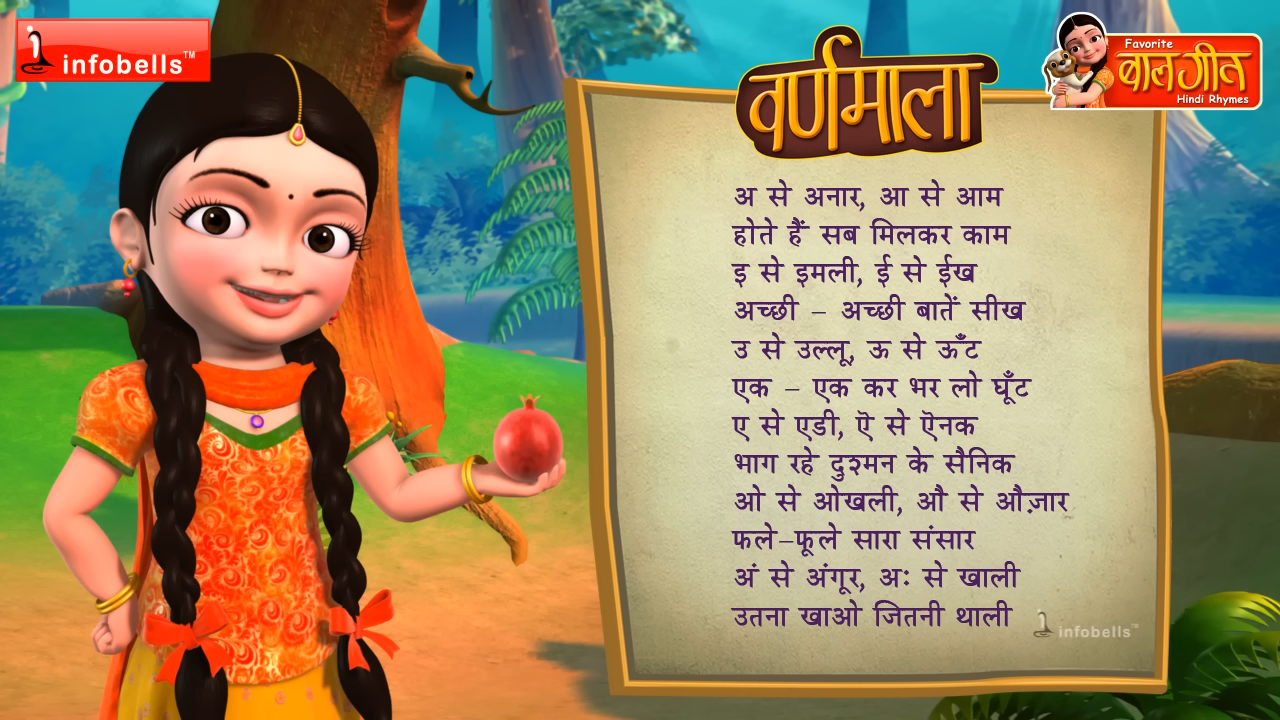 infobells™
वर्णमाला
Favorite
बालगीत
Hindi Rhymes
अ से अनार, आ से आम
होते हैं सब मिलकर काम
इ से इमली, ई से ईख
अच्छी - अच्छी बातें सीख
उ से उल्लू, ऊ से ऊँट
एक - एक कर भर लो घूँट
ए से एडी, ऐ से ऐनक
भाग रहे दुश्मन के सैनिक
ओ से ओखली, औ से औज़ार
फले-फूले सारा संसार
अं से अंगूर, अः से खाली
उतना खाओ जितनी थाली
infobells™